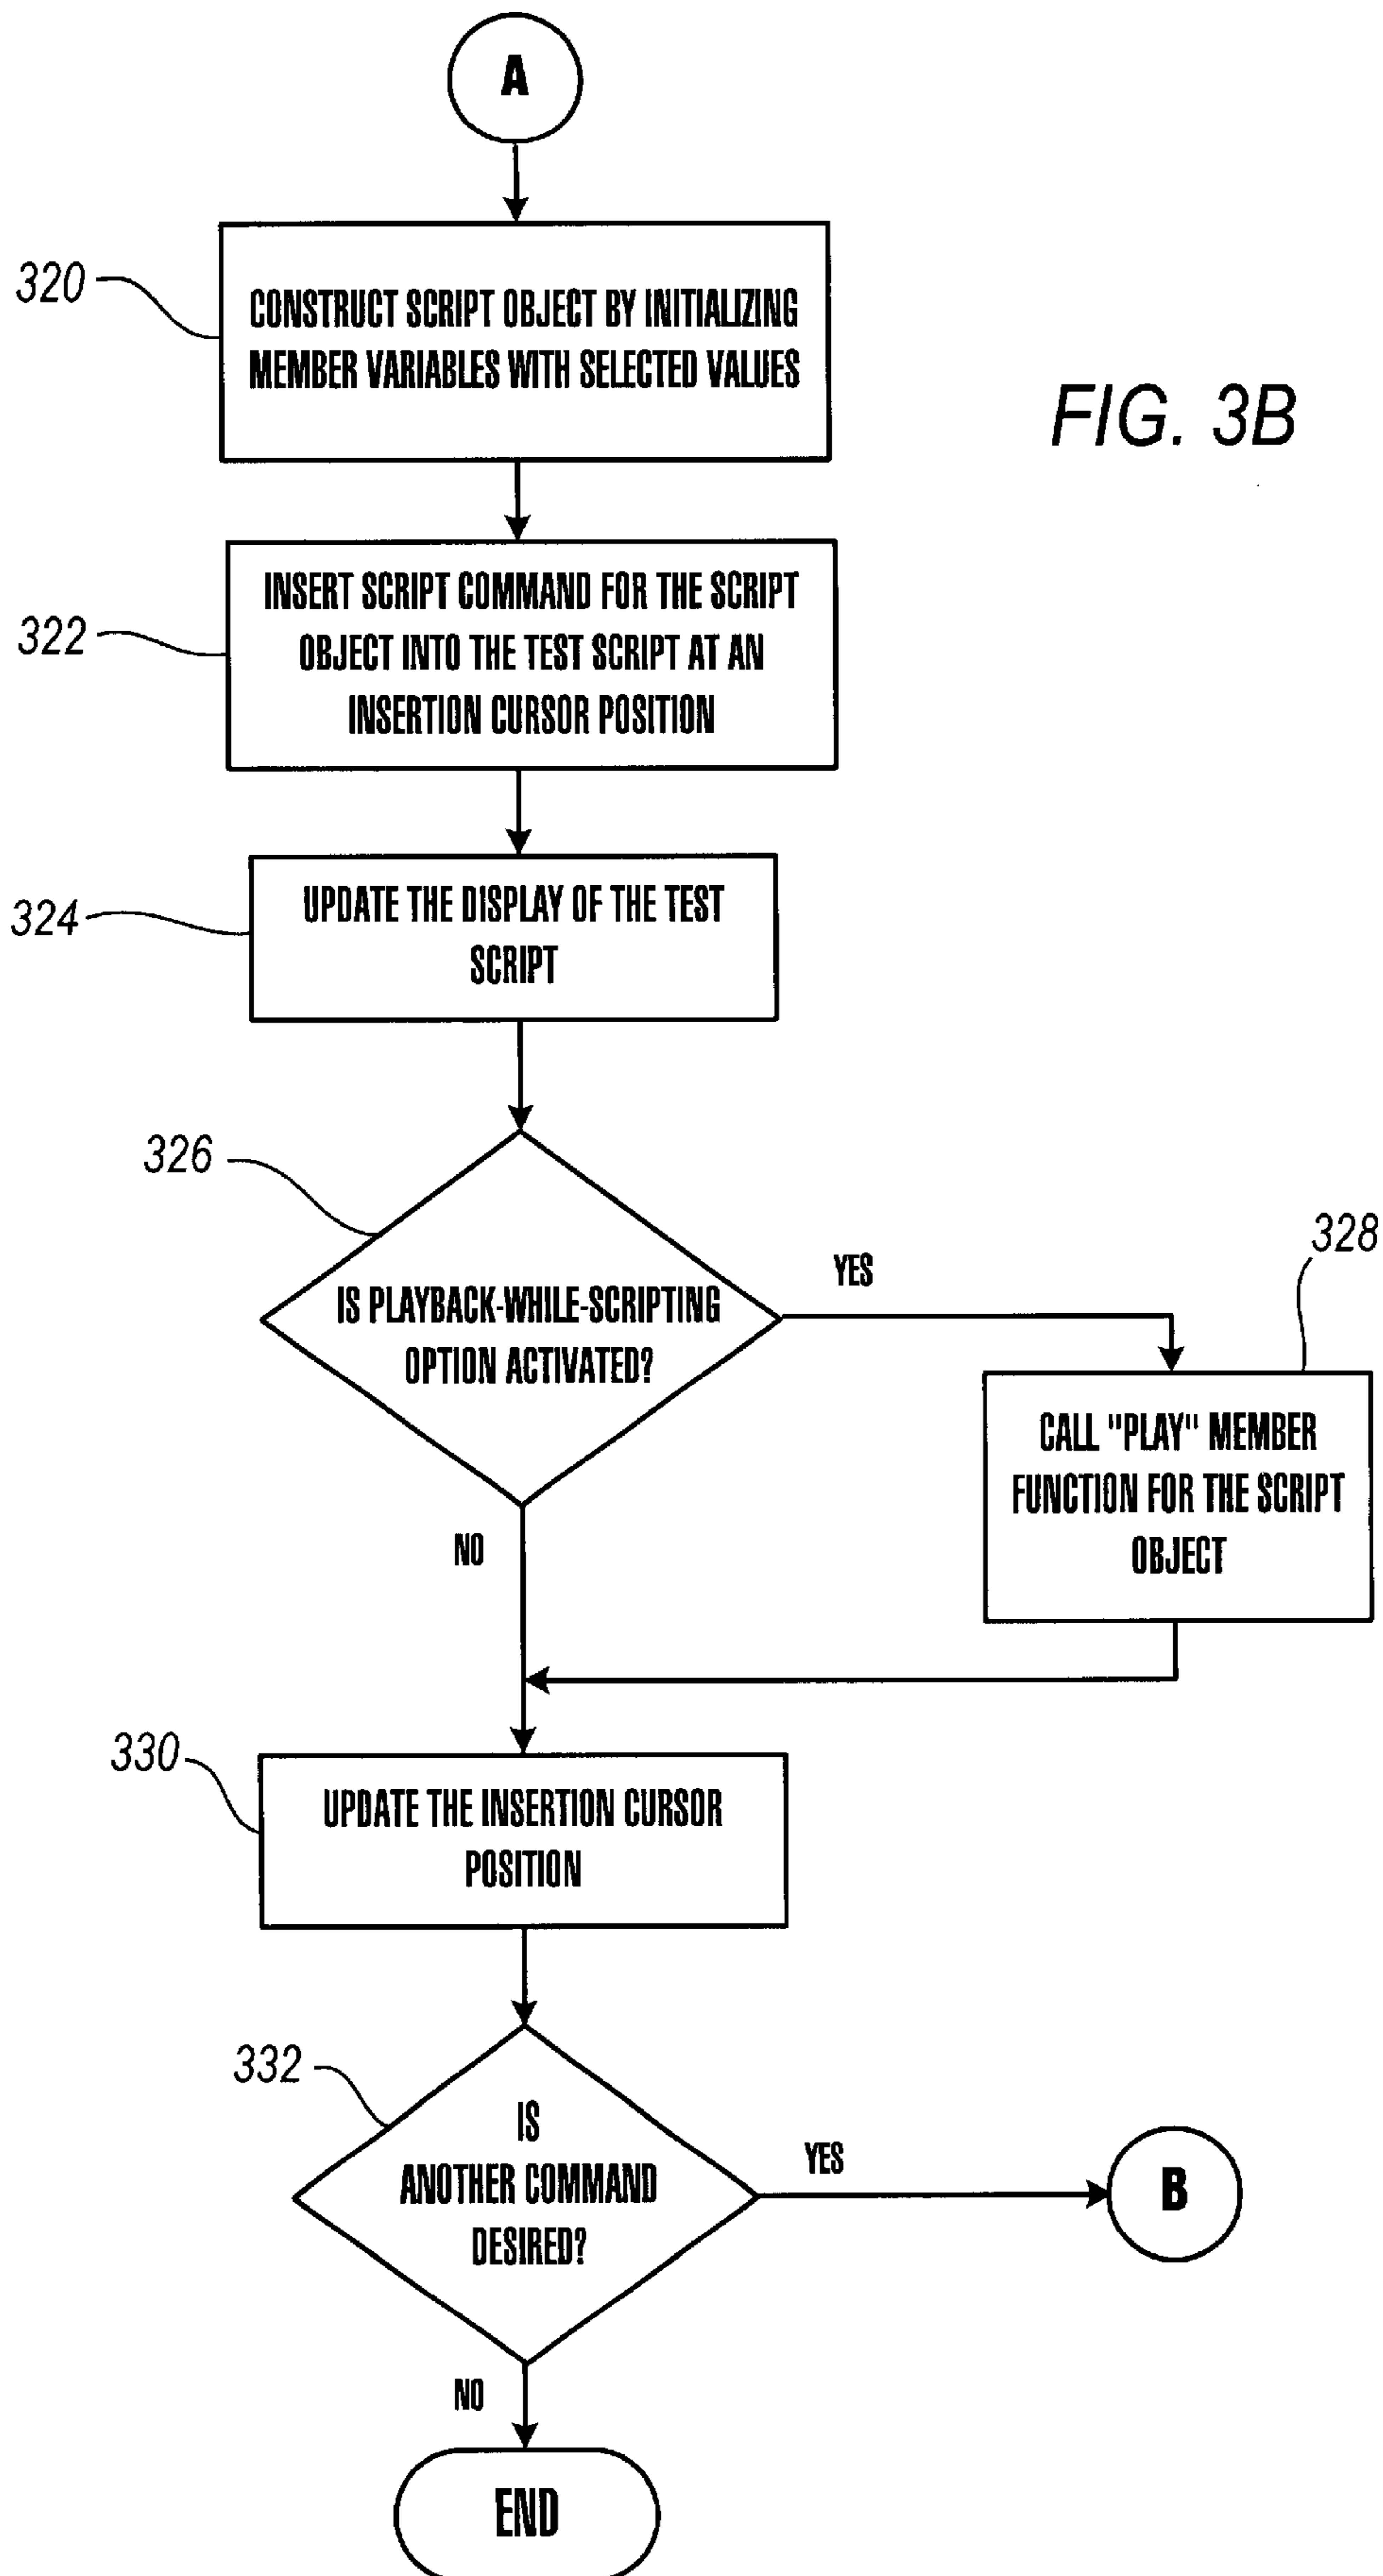 A
320
CONSTRUCT SCRIPT OBJECT BY INITIALIZING
MEMBER VARIABLES WITH SELECTED VALUES
FIG. 3B
322
INSERT SCRIPT COMMAND FOR THE SCRIPT
OBJECT INTO THE TEST SCRIPT AT AN
INSERTION CURSOR POSITION
324
UPDATE THE DISPLAY OF THE TEST
SCRIPT
326
IS PLAYBACK-WHILE-SCRIPTING
OPTION ACTIVATED?
YES
328
CALL "PLAY" MEMBER
FUNCTION FOR THE SCRIPT
OBJECT
NO
330
UPDATE THE INSERTION CURSOR
POSITION
332
IS
ANOTHER COMMAND
DESIRED?
YES
B
NO
END